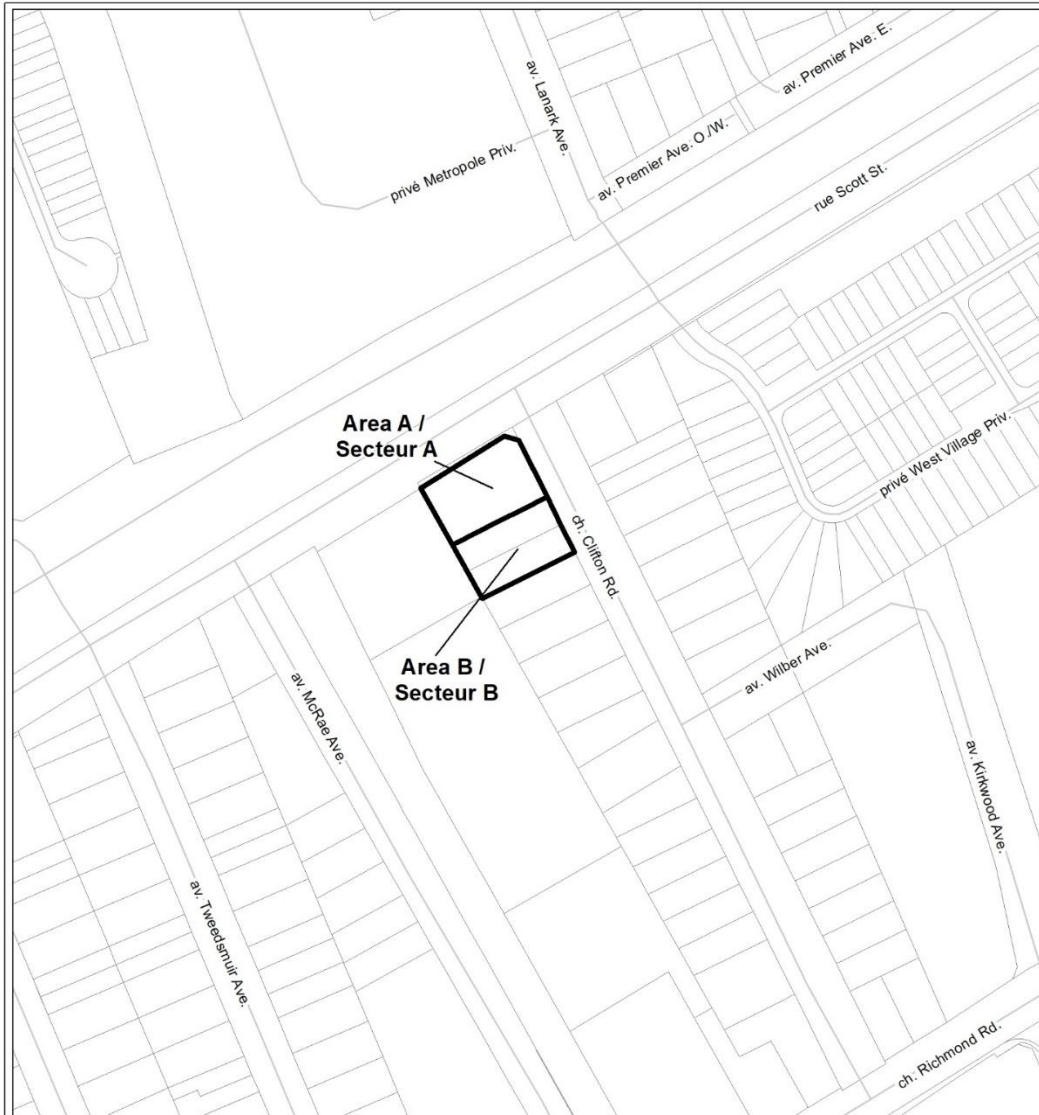 av. Premier Ave. E.
av. Lanark Ave.
av. Premier Ave. O./W.
privé Metropole Priv.
rue Scott St.
Area A /
Secteur A
privé West Village Priv.
ch. Clifton Rd.
Area B /
Secteur B
av. Wilber Ave.
av. McRae Ave.
av. Kirkwood Ave.
av. Tweedsmuir Ave.
ch. Richmond Rd.